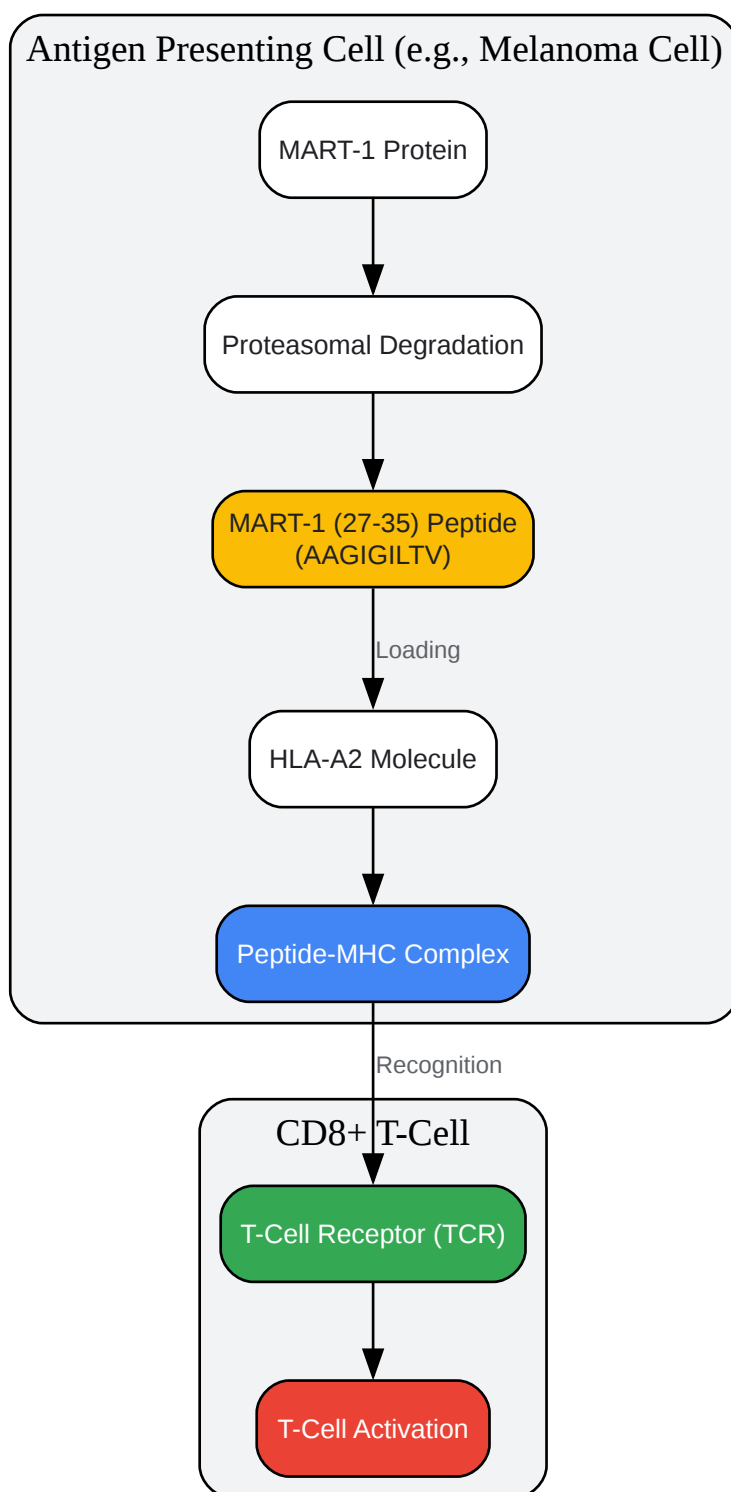 Antigen Presenting Cell (e.g., Melanoma Cell)
MART-1 Protein
Proteasomal Degradation
MART-1 (27-35) Peptide
(AAGIGILTV)
Loading
HLA-A2 Molecule
Peptide-MHC Complex
Recognition
CD8+ T-Cell
T-Cell Receptor (TCR)
T-Cell Activation